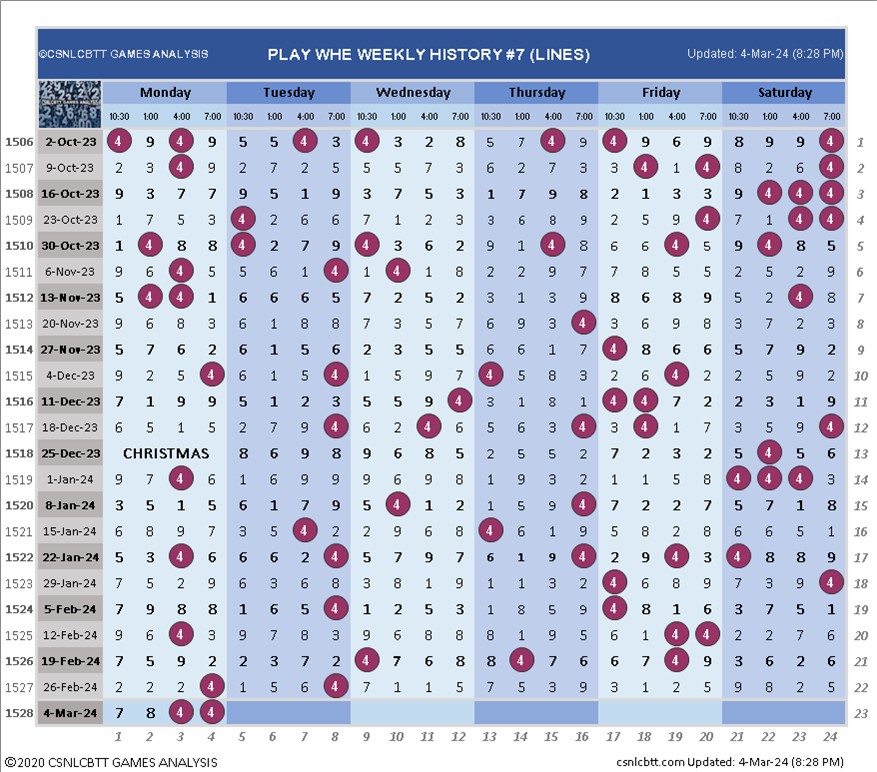 ©CSNLCBTT GAMES ANALYSIS PLAY WHE WEEKLY HISTORY #7 (LINES) Updated: 4-Mar-24 (8:28 PM)
Monday Tuesday Wednesday Thursday Friday Saturday
10:30 1:00 4:00 7:00 10:30 1:00 4:00 7:00 10:30 1:00 4:00 7:00 10:30 1:00 4:00 7:00 10:30 1:00 4:00 7:00 10:30 1:00 4:00 7:00
1506 2-Oct-23 4 9 4 9 5 5 4 3 4 3 2 8 5 7 4 9 4 9 6 9 8 9 9 4 1
1507 9-Oct-23 2 3 4 9 2 7 2 5 5 5 7 3 6 2 7 3 3 4 1 4 8 2 6 4 2
1508 16-Oct-23 9 3 7 7 9 5 1 9 3 7 5 3 1 7 9 8 2 1 3 3 9 4 4 4 3
1509 23-Oct-23 1 7 5 3 4 2 6 6 7 1 2 3 3 6 8 9 2 5 9 4 7 1 4 4 4
1510 30-Oct-23 1 4 8 8 4 2 7 9 4 3 6 2 9 1 4 8 6 6 4 5 9 4 8 5 5
1511 6-Nov-23 9 6 4 5 5 6 1 4 1 4 1 8 2 2 9 7 7 8 5 5 2 5 2 9 6
1512 13-Nov-23 5 4 4 1 6 6 6 5 7 2 5 2 3 1 3 9 8 6 8 9 5 2 4 8 7
1513 20-Nov-23 9 6 8 3 6 1 8 8 7 3 5 7 6 9 3 4 3 6 9 8 3 7 2 3 8
1514 27-Nov-23 5 7 6 2 6 1 5 6 2 3 5 5 6 6 1 7 4 8 6 6 5 7 9 2 9
1515 4-Dec-23 9 2 5 4 6 1 5 4 1 5 9 7 4 5 8 3 2 6 4 2 2 5 9 2 10
1516 11-Dec-23 7 1 9 9 5 1 2 3 5 5 9 4 3 1 8 1 4 4 7 2 2 3 1 9 11
1517 18-Dec-23 6 5 1 5 2 7 9 4 6 2 4 6 2 3 6 4 3 4 1 7 3 5 9 4 12
1518 25-Dec-23 CHRISTMAS 8 6 9 8 9 6 8 5 2 5 5 2 7 2 3 2 5 4 5 6 13
1519 1-Jan-24 9 7 4 6 1 6 9 9 9 6 9 8 1 9 3 2 1 1 5 8 4 4 4 3 14
1520 8-Jan-24 3 5 1 5 6 1 7 9 5 4 1 2 1 5 9 4 7 2 2 7 5 7 1 8 15
1521 15-Jan-24 6 8 9 7 3 5 4 2 2 9 6 8 4 6 1 9 5 8 2 8 6 6 5 1 16
1522 22-Jan-24 5 3 4 6 6 6 2 4 5 7 9 7 6 1 9 4 2 9 4 3 4 8 8 9 17
1523 29-Jan-24 7 5 2 9 6 3 6 8 3 8 1 9 1 1 3 2 4 6 8 9 7 3 9 4 18
1524 5-Feb-24 7 9 8 8 1 6 5 4 1 2 5 3 1 8 5 9 4 8 1 6 3 7 5 1 19
1525 12-Feb-24 9 6 4 3 9 7 8 3 9 6 8 8 8 1 9 5 6 1 4 4 2 2 7 6 20
1526 19-Feb-24 7 5 9 2 2 3 7 2 4 7 6 8 8 4 7 6 6 7 4 9 3 6 2 6 21
1527 26-Feb-24 2 2 2 4 1 5 6 4 7 1 1 5 7 5 3 9 3 1 2 5 9 8 2 5 22
1528 4-Mar-24 7 8 4 4 23
1 2 3 4 5 6 7 8 9 10 11 12 13 14 15 16 17 18 19 20 21 22 23 24
©2020 CSNLCBTT GAMES ANALYSIS csnlcbtt.com Updated: 4-Mar-24 (8:28 PM)